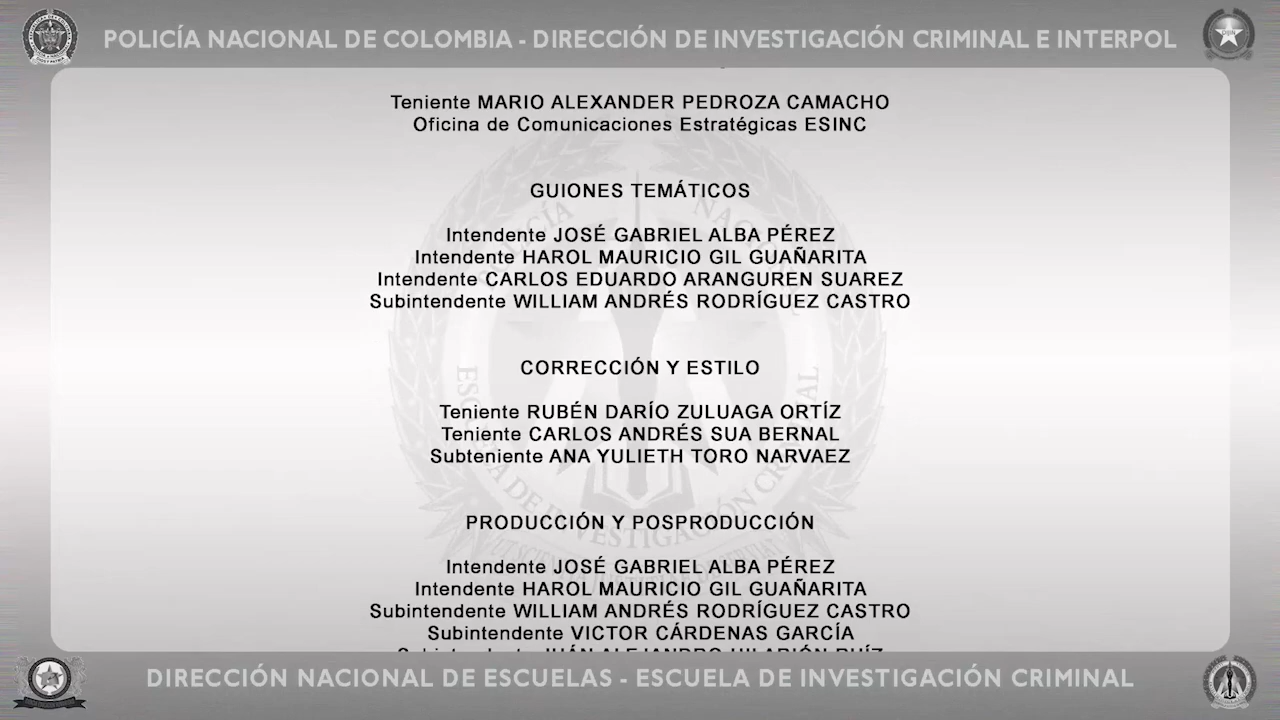 POLICÍA NACIONAL DE COLOMBIA - DIRECCIÓN DE INVESTIGACIÓN CRIMINAL E INTERPOL
Teniente MARIO ALEXANDER PEDROZA CAMACHO
Oficina de Comunicaciones Estratégicas ESINC
GUIONES TEMÁTICOS
Intendente JOSÉ GABRIEL ALBA PÉREZ
Intendente HAROL MAURICIO GIL GUAÑARITA
Intendente CARLOS EDUARDO ARANGUREN SUAREZ
Subintendente WILLIAM ANDRÉS RODRÍGUEZ CASTRO
CORRECCIÓN Y ESTILO
Teniente RUBÉN DARÍO ZULUAGA ORTÍZ
Teniente CARLOS ANDRÉS SUA BERNAL
Subteniente ANA YULIETH TORO NARVAEZ
PRODUCCIÓN Y POSPRODUCCIÓN
Intendente JOSÉ GABRIEL ALBA PÉREZ
Intendente HAROL MAURICIO GIL GUAÑARITA
Subintendente WILLIAM ANDRÉS RODRÍGUEZ CASTRO
Subintendente VICTOR CÁRDENAS GARCÍA
DIRECCIÓN NACIONAL DE ESCUELAS - ESCUELA DE INVESTIGACIÓN CRIMINAL